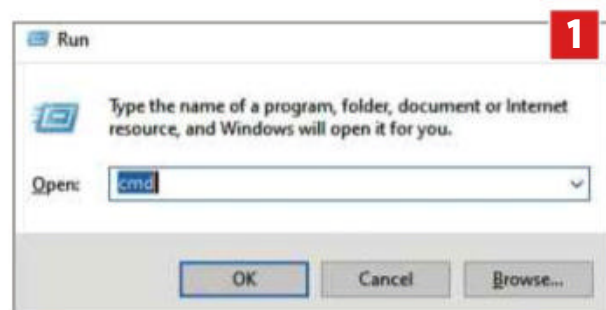 Run
1
Type the name of a program, folder, document or Internet
resource, and Windows will open it for you.
Open:
cmd
OK
Cancel
Browse...